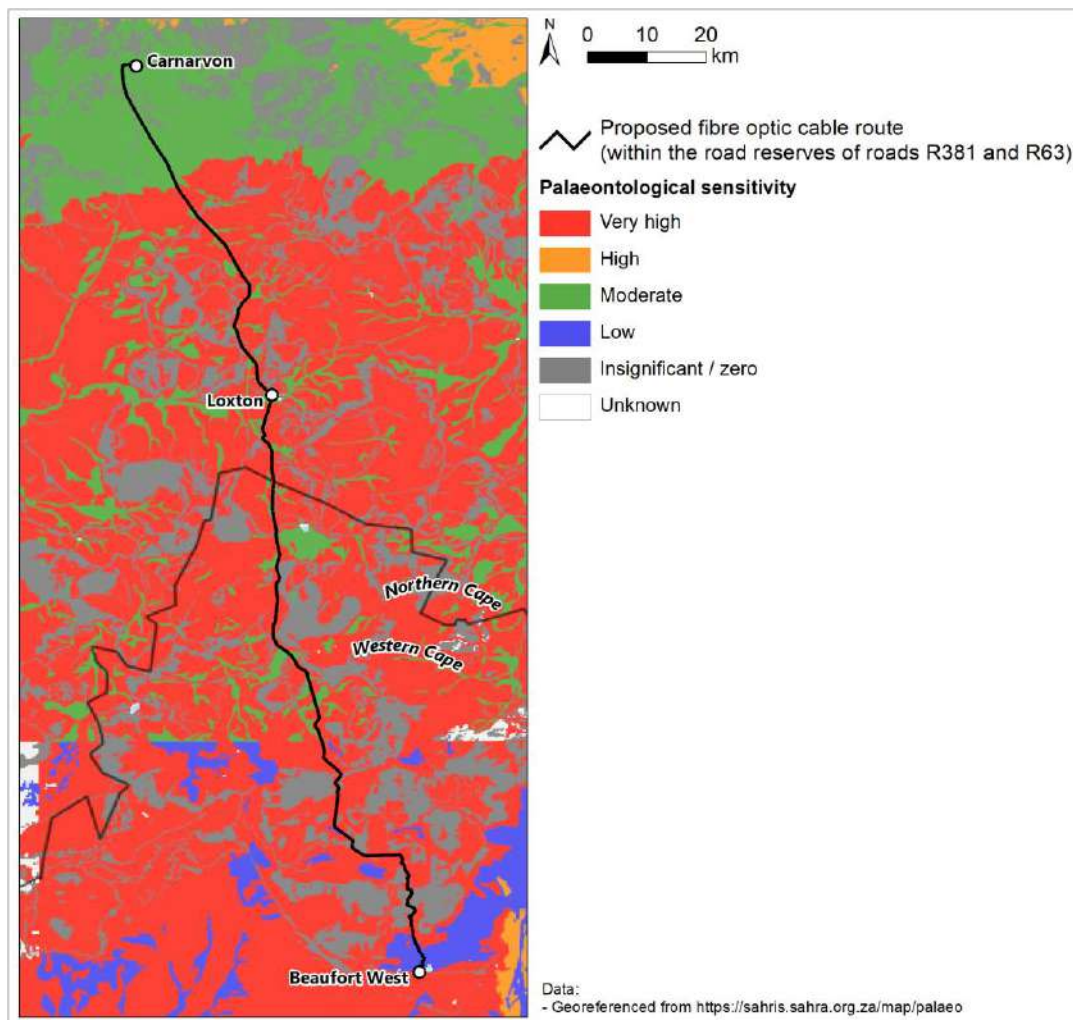 Carnarvon
Loxton
Northern Cape
Western Cape
Beaufort West
N
0 10 20
km
Proposed fibre optic cable route
(within the road reserves of roads R381 and R63)
Palaeontological sensitivity
Very high
High
Moderate
Low
Insignificant / zero
Unknown
Data:
- Georeferenced from https://sahris.sahra.org.za/map/palaeo